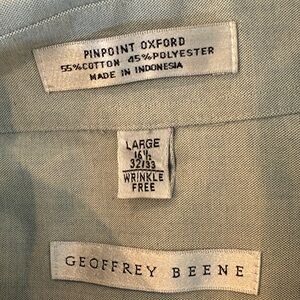 PINPOINT OXFORD
55% COTTON 45% POLYESTER
MADE IN INDONESIA
LARGE
16½
32/33
WRINKLE
FREE
GEOFFREY BEENE